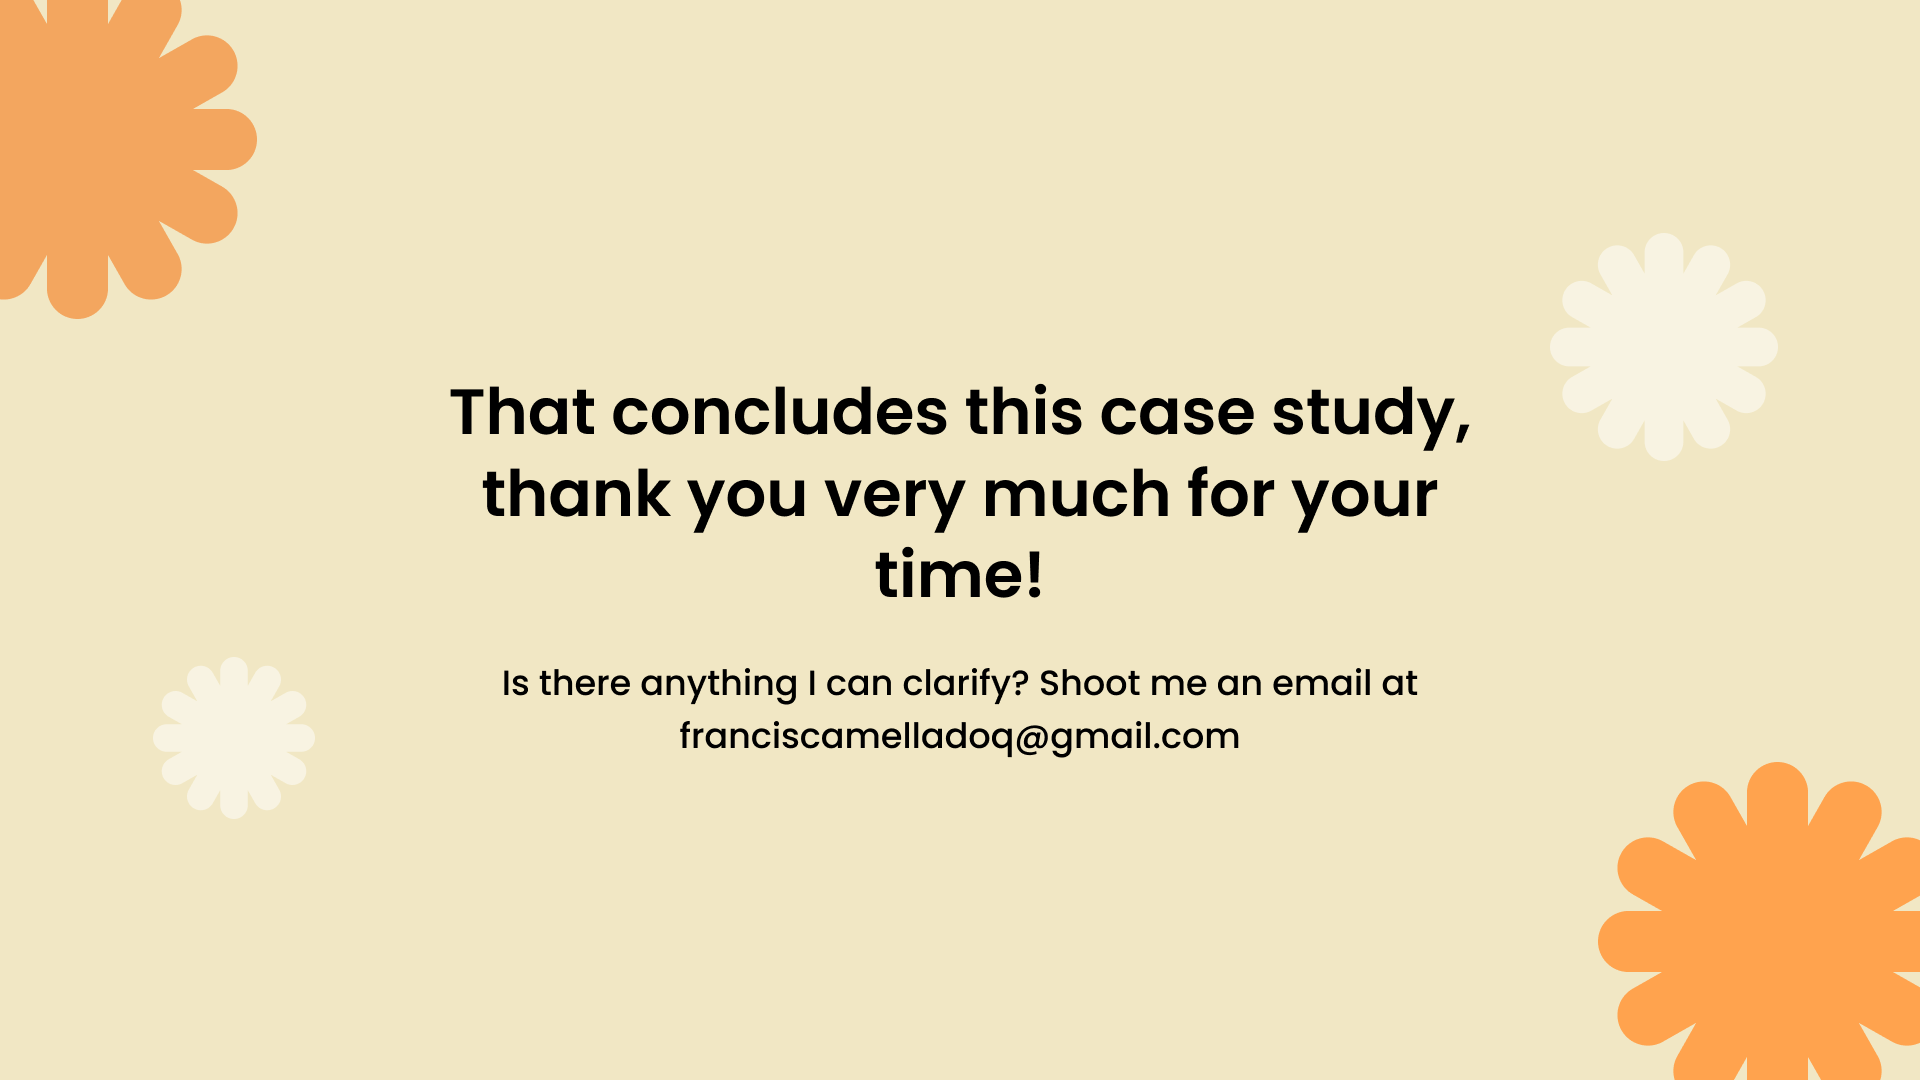 That concludes this case study,
thank you very much for your
time!
Is there anything I can clarify? Shoot me an email at
franciscamelladoq@gmail.com